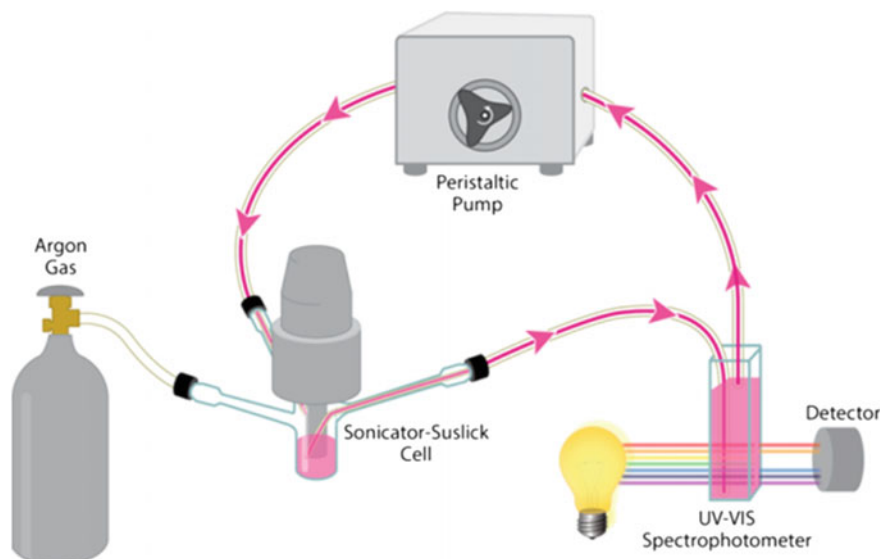 Peristaltic
Pump
Argon
Gas
Sonicator-Suslick
Cell
Detector
UV-VIS
Spectrophotometer